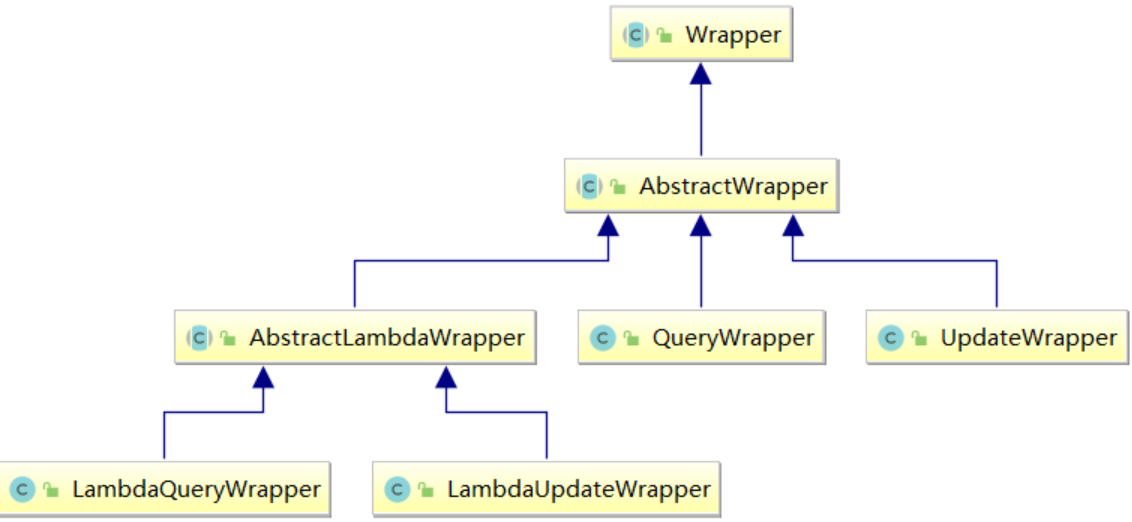 C Wrapper
C AbstractWrapper
C AbstractLambdaWrapper
C QueryWrapper
C UpdateWrapper
C LambdaQueryWrapper
C LambdaUpdateWrapper